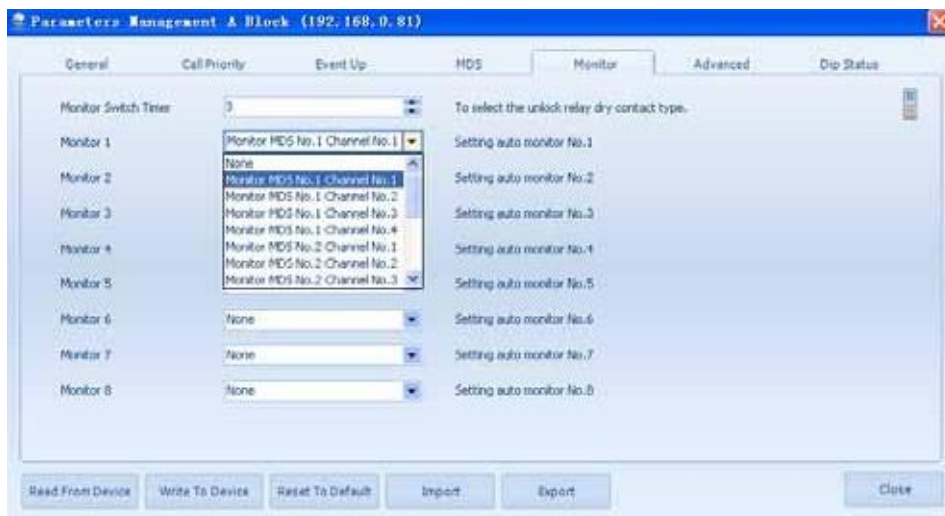 Parameters Management A Block (192.168.0.81)
General Call Priority Event Up MDS Monitor Advanced Dip Status
Monitor Switch Timer 3 To select the unlock relay dry contact type.
Monitor 1 Monitor MDS No.1 Channel No.1 Setting auto monitor No.1
None
Monitor MDS No.1 Channel No.1
Monitor 2 Setting auto monitor No.2
Monitor MDS No.1 Channel No.2
Monitor MDS No.1 Channel No.3
Monitor 3 Setting auto monitor No.3
Monitor MDS No.1 Channel No.4
Monitor MDS No.2 Channel No.1
Monitor 4 Setting auto monitor No.4
Monitor MDS No.2 Channel No.2
Monitor MDS No.2 Channel No.3
Monitor 5 Setting auto monitor No.5
Monitor 6 None Setting auto monitor No.6
Monitor 7 None Setting auto monitor No.7
Monitor 8 None Setting auto monitor No.8
Read From Device Write To Device Reset To Default Import Export Close